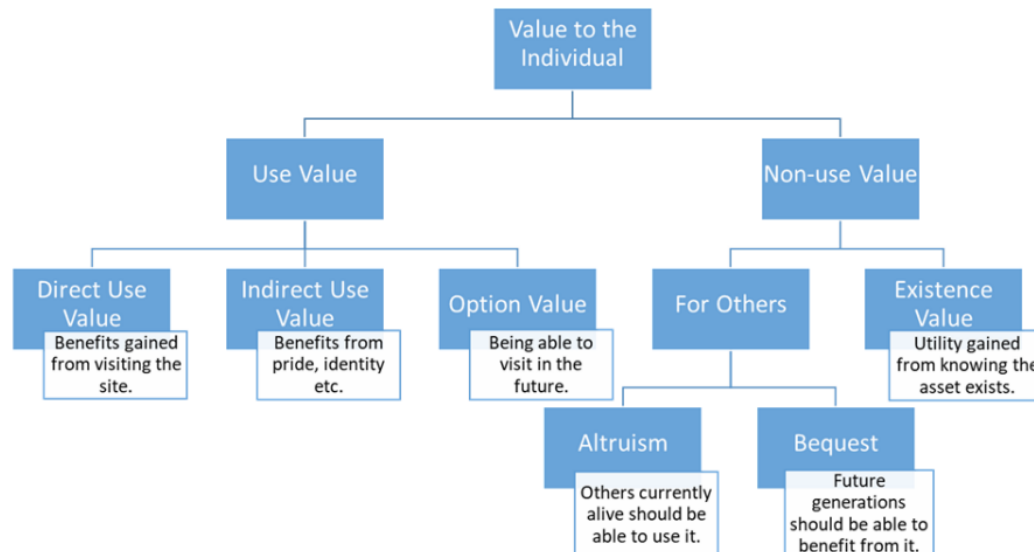 Value to the
Individual
Use Value
Non-use Value
Direct Use
Value
Benefits gained
from visiting the
site.
Indirect Use
Value
Benefits from
pride, identity
etc.
Option Value
Being able to
visit in the
future.
For Others
Existence
Value
Utility gained
from knowing the
asset exists.
Altruism
Others currently
alive should be
able to use it.
Bequest
Future
generations
should be able to
benefit from it.